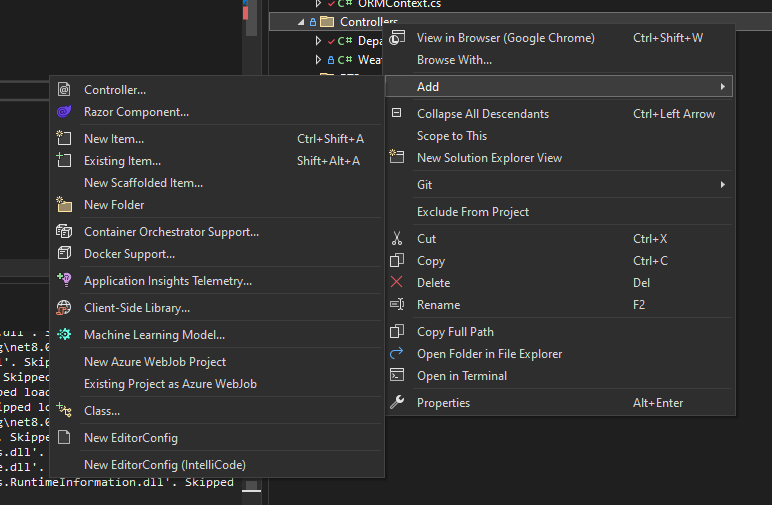 ORMContext.cs
Controllers
C# Depa
C# Wea
View in Browser (Google Chrome) Ctrl+Shift+W
Browse With...
Add
Collapse All Descendants Ctrl+Left Arrow
Scope to This
New Solution Explorer View
Git
Exclude From Project
Cut Ctrl+X
Copy Ctrl+C
Delete Del
Rename F2
Copy Full Path
Open Folder in File Explorer
Open in Terminal
Properties Alt+Enter
Controller...
Razor Component...
New Item... Ctrl+Shift+A
Existing Item... Shift+Alt+A
New Scaffolded Item...
New Folder
Container Orchestrator Support...
Docker Support...
Application Insights Telemetry...
Client-Side Library...
Machine Learning Model...
New Azure WebJob Project
Existing Project as Azure WebJob
Class...
New EditorConfig
New EditorConfig (IntelliCode)
.dll'. S
g\net8.0
l'. Skip
Skipped
ped load
ipped lo
g\net8.0
. Skippe
s.dll'.
e.dll'.
s.RuntimeInformation.dll'. Skipped